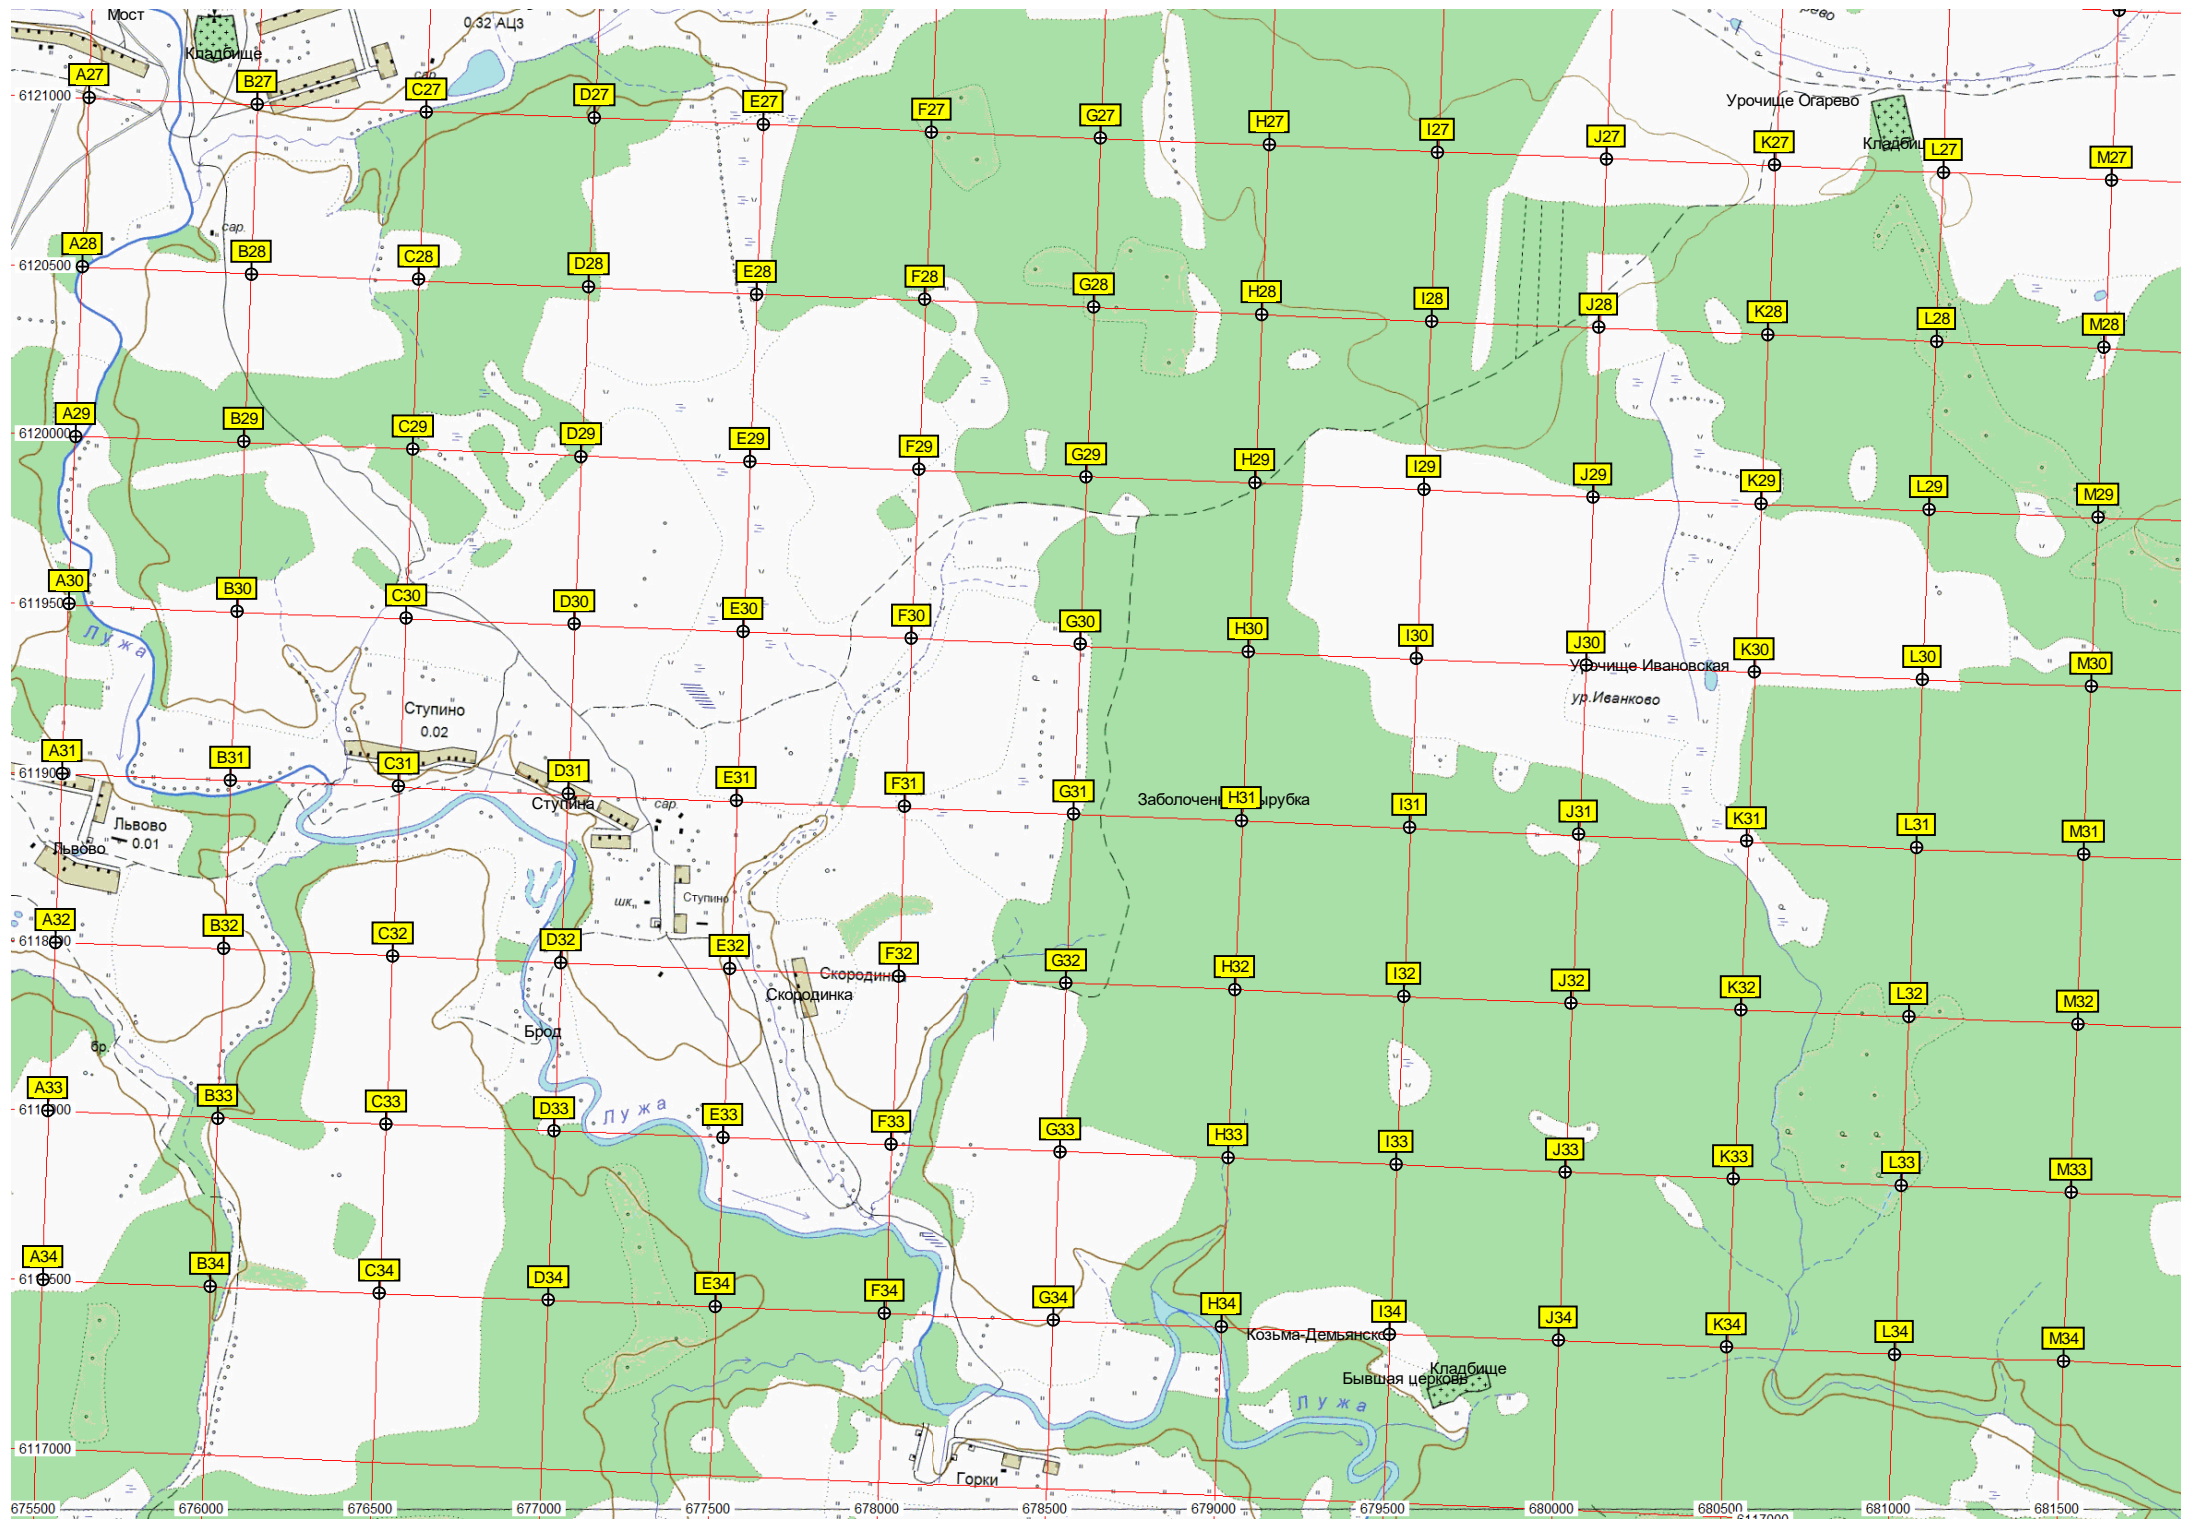 Мост
0.32 АЦЗ
Кладбище
сар.
A27
B27
C27
D27
E27
F27
G27
H27
I27
J27
K27
L27
M27
6121000
Урочище Огарево
сар.
A28
B28
C28
D28
E28
F28
G28
H28
I28
J28
K28
L28
M28
6120500
A29
B29
C29
D29
E29
F29
G29
H29
I29
J29
K29
L29
M29
6120000
A30
B30
C30
D30
E30
F30
G30
H30
I30
J30
K30
L30
M30
Лужа
Урочище Ивановская
ур.Иванково
Ступино
0.02
A31
B31
C31
D31
E31
F31
G31
H31
I31
J31
K31
L31
M31
Ступина
сар.
Львово
0.01
Львово
шк.
Ступино
A32
B32
C32
D32
E32
F32
G32
H32
I32
J32
K32
L32
M32
Скородинка
Брод
бр.
A33
B33
C33
D33
E33
F33
G33
H33
I33
J33
K33
L33
M33
Лужа
A34
B34
C34
D34
E34
F34
G34
H34
I34
J34
K34
L34
M34
Кладбище
Бывшая церковь
Лужа
6117000
Горки
675500
676000
676500
677000
677500
678000
678500
679000
679500
680000
680500
681000
681500